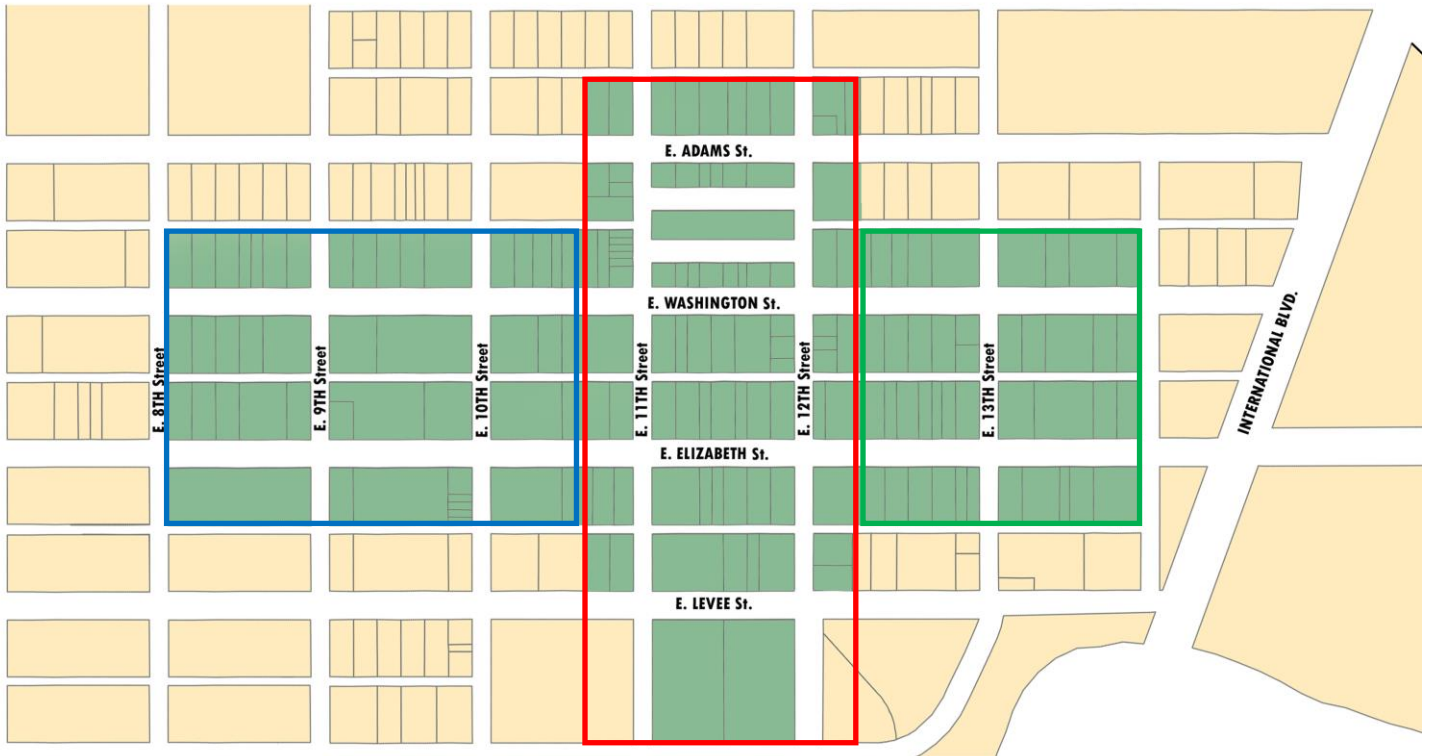 E. ADAMS St.
E. WASHINGTON St.
E. 8TH Street
E. 9TH Street
E. 10TH Street
E. 11TH Street
E. 12TH Street
E. 13TH Street
INTERNATIONAL BLVD.
E. ELIZABETH St.
E. LEVEE St.